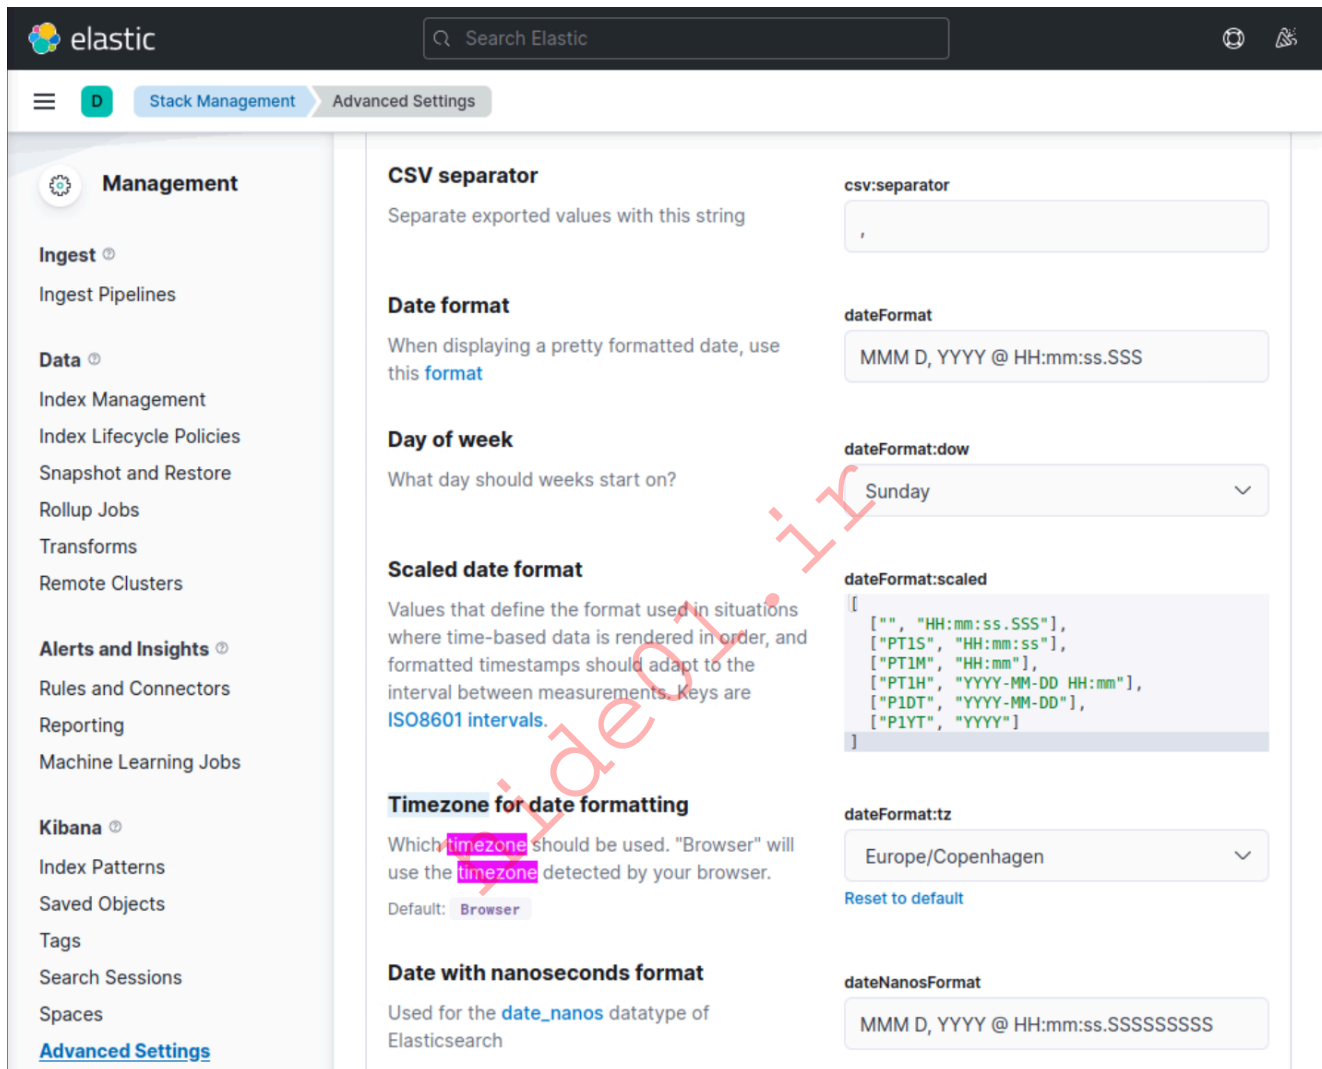 elastic
Search Elastic
D
Stack Management
Advanced Settings
Management
Ingest
Ingest Pipelines
Data
Index Management
Index Lifecycle Policies
Snapshot and Restore
Rollup Jobs
Transforms
Remote Clusters
Alerts and Insights
Rules and Connectors
Reporting
Machine Learning Jobs
Kibana
Index Patterns
Saved Objects
Tags
Search Sessions
Spaces
Advanced Settings
CSV separator
Separate exported values with this string
csv:separator
,
Date format
When displaying a pretty formatted date, use
this format
dateFormat
MMM D, YYYY @ HH:mm:ss.SSS
Day of week
What day should weeks start on?
dateFormat:dow
Sunday
Scaled date format
Values that define the format used in situations
where time-based data is rendered in order, and
formatted timestamps should adapt to the
interval between measurements. Keys are
ISO8601 intervals.
dateFormat:scaled
[
["", "HH:mm:ss.SSS"],
["PT1S", "HH:mm:ss"],
["PT1M", "HH:mm"],
["PT1H", "YYYY-MM-DD HH:mm"],
["P1DT", "YYYY-MM-DD"],
["P1YT", "YYYY"]
]
Timezone for date formatting
Which timezone should be used. "Browser" will
use the timezone detected by your browser.
Default: Browser
dateFormat:tz
Europe/Copenhagen
Reset to default
Date with nanoseconds format
Used for the date_nanos datatype of
Elasticsearch
dateNanosFormat
MMM D, YYYY @ HH:mm:ss.SSSSSSSSS
hide01.ir